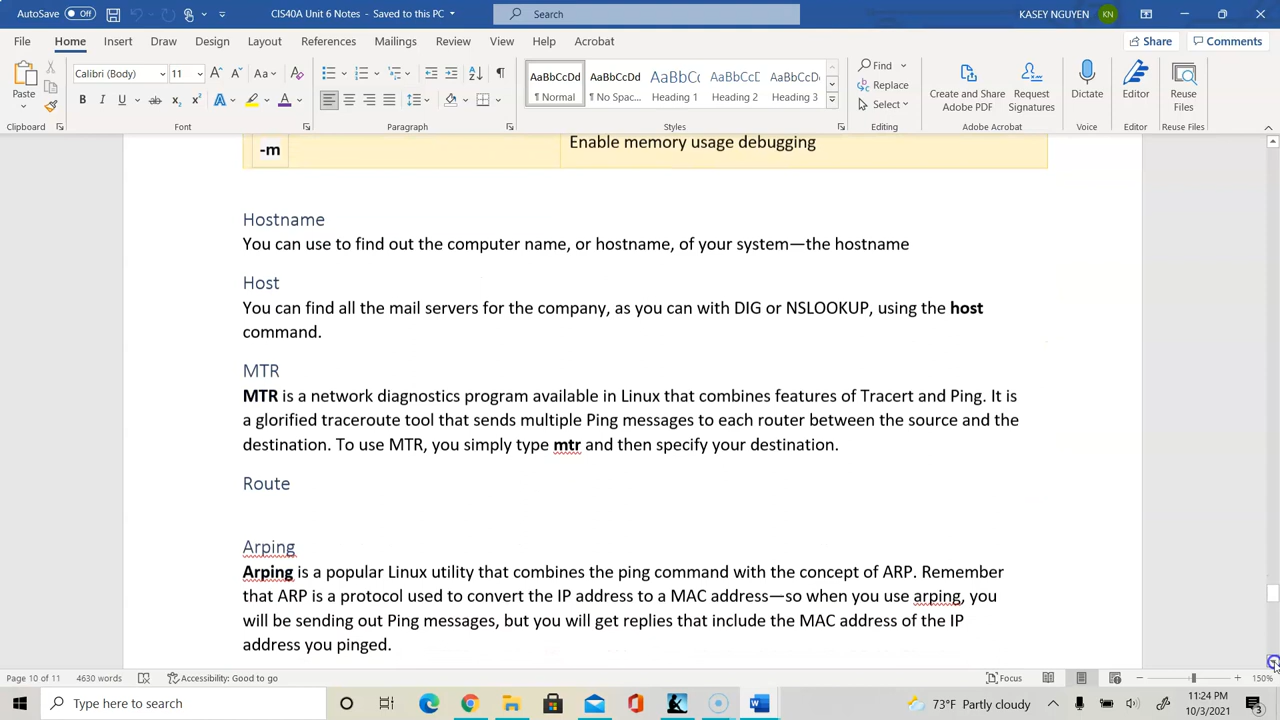 AutoSave Off CIS40A Unit 6 Notes • Saved to this PC Search KASEY NGUYEN KN
File Home Insert Draw Design Layout References Mailings Review View Help Acrobat Share Comments
Paste Calibri (Body) 11 Aa AaBbCcDd AaBbCcDd AaBbCc AaBbCcD AaBbCcD Find Replace Select
B I U ab x₂ x² A A ¶ Normal ¶ No Spac... Heading 1 Heading 2 Heading 3 Create and Share Adobe PDF Request Signatures Dictate Editor Reuse Files
Clipboard Font Paragraph Styles Editing Adobe Acrobat Voice Editor Reuse Files
-m Enable memory usage debugging
Hostname
You can use to find out the computer name, or hostname, of your system—the hostname
Host
You can find all the mail servers for the company, as you can with DIG or NSLOOKUP, using the host
command.
MTR
MTR is a network diagnostics program available in Linux that combines features of Tracert and Ping. It is
a glorified traceroute tool that sends multiple Ping messages to each router between the source and the
destination. To use MTR, you simply type mtr and then specify your destination.
Route
Arping
Arping is a popular Linux utility that combines the ping command with the concept of ARP. Remember
that ARP is a protocol used to convert the IP address to a MAC address—so when you use arping, you
will be sending out Ping messages, but you will get replies that include the MAC address of the IP
address you pinged.
Page 10 of 11 4630 words Accessibility: Good to go Focus 150%
Type here to search 73°F Partly cloudy 11:24 AM
10/3/2021 3